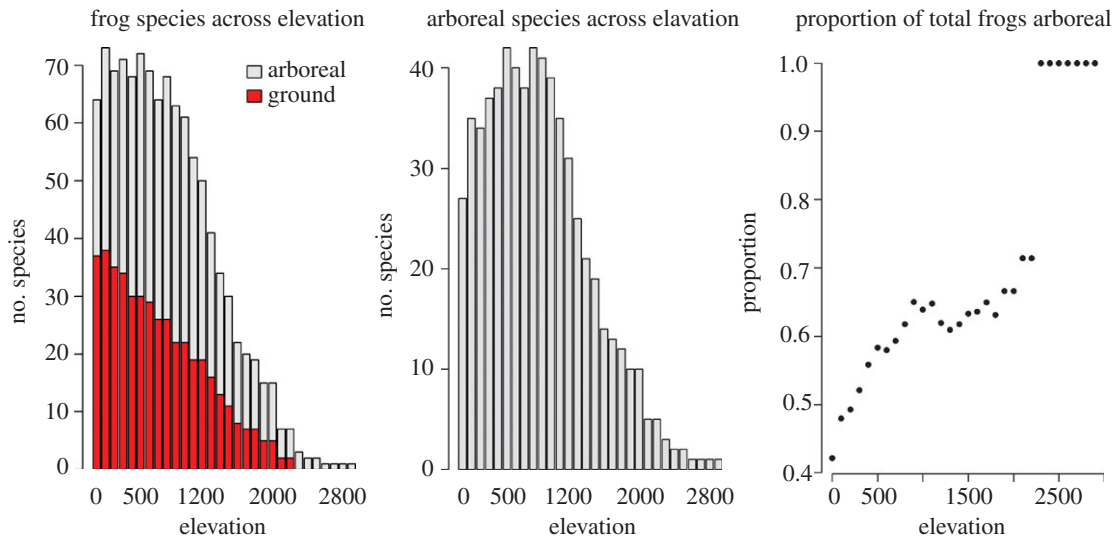 frog species across elevation
70
60
50
40
30
20
10
0
no. species
arboreal
ground
0 500 1200 2000 2800
elevation
arboreal species across elavation
40
30
20
10
0
no. species
0 500 1200 2000 2800
elevation
proportion of total frogs arboreal
1.0
0.9
0.8
0.7
0.6
0.5
0.4
proportion
0 500 1500 2500
elevation